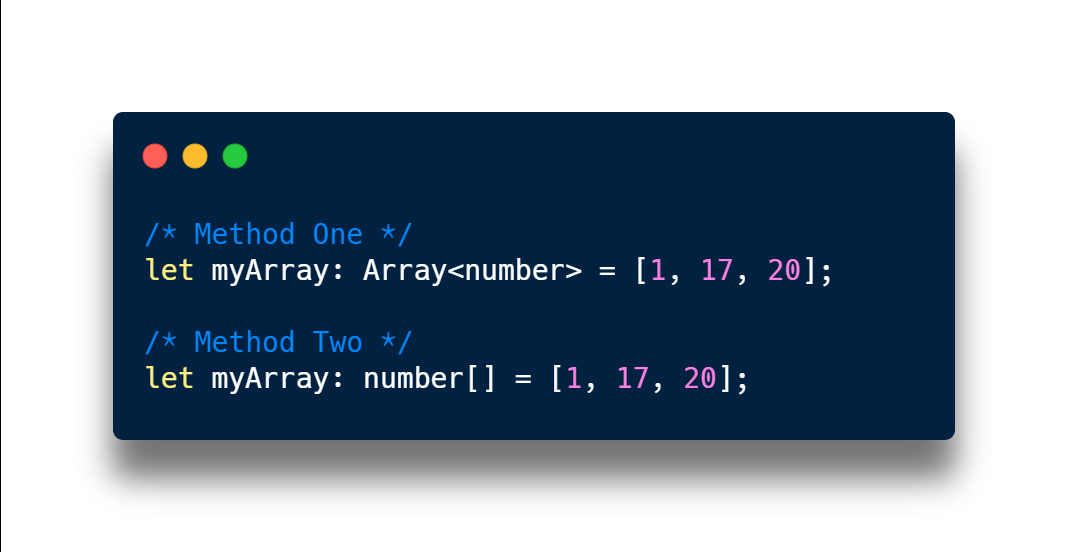 /* Method One */
let myArray: Array<number> = [1, 17, 20];
/* Method Two */
let myArray: number[] = [1, 17, 20];